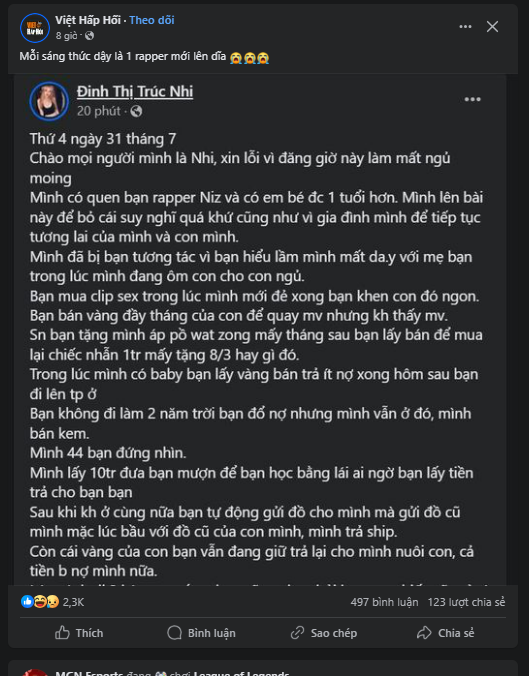 Việt Hấp Hối · Theo dõi
VIỆT HẤP HỐI
8 giờ ·
Mỗi sáng thức dậy là 1 rapper mới lên dĩa 😭😭😭
Đinh Thị Trúc Nhi
20 phút ·
Thứ 4 ngày 31 tháng 7
Chào mọi người mình là Nhi, xin lỗi vì đăng giờ này làm mất ngủ
moing
Mình có quen bạn rapper Niz và có em bé đc 1 tuổi hơn. Mình lên bài
này để bỏ cái suy nghĩ quá khứ cũng như vì gia đình mình để tiếp tục
tương lai của mình và con mình.
Mình đã bị bạn tương tác vì bạn hiểu lầm mình mất da.y với mẹ bạn
trong lúc mình đang ôm con cho con ngủ.
Bạn mua clip sex trong lúc mình mới đẻ xong bạn khen con đó ngon.
Bạn bán vàng đầy tháng của con để quay mv nhưng kh thấy mv.
Sn bạn tặng mình áp pồ wat zong mấy tháng sau bạn lấy bán để mua
lại chiếc nhẫn 1tr mấy tặng 8/3 hay gì đó.
Trong lúc mình có baby bạn lấy vàng bán trả ít nợ xong hôm sau bạn
đi lên tp ở
Bạn không đi làm 2 năm trời bạn đổ nợ nhưng mình vẫn ở đó, mình
bán kem.
Mình 44 bạn đứng nhìn.
Mình lấy 10tr đưa bạn mượn để bạn học bằng lái ai ngờ bạn lấy tiền
trả cho bạn bạn
Sau khi kh ở cùng nữa bạn tự động gửi đồ cho mình mà gửi đồ cũ
mình mặc lúc bầu với đồ cũ của con mình, mình trả ship.
Còn cái vàng của con bạn vẫn đang giữ trả lại cho mình nuôi con, cả
tiền b nợ mình nữa.
2,3K
497 bình luận 123 lượt chia sẻ
Thích Bình luận Sao chép Chia sẻ
MGN Esports đang chơi League of Legends